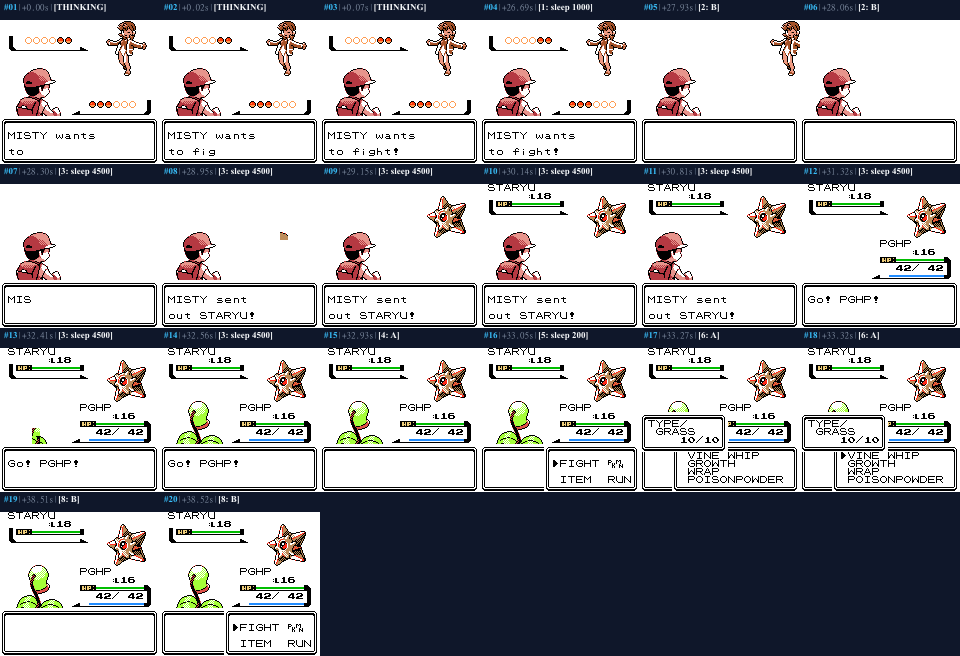 #01 | +0.00s | [THINKING]
MISTY wants
to
#02 | +0.02s | [THINKING]
MISTY wants
to fig
#03 | +0.07s | [THINKING]
MISTY wants
to fight!
#04 | +26.69s | [1: sleep 1000]
MISTY wants
to fight!
#05 | +27.93s | [2: B]
#06 | +28.06s | [2: B]
#07 | +28.30s | [3: sleep 4500]
MIS
#08 | +28.95s | [3: sleep 4500]
MISTY sent
out STARYU!
#09 | +29.15s | [3: sleep 4500]
MISTY sent
out STARYU!
#10 | +30.14s | [3: sleep 4500]
STARYU
:L18
HP:
MISTY sent
out STARYU!
#11 | +30.81s | [3: sleep 4500]
STARYU
:L18
HP:
MISTY sent
out STARYU!
#12 | +31.32s | [3: sleep 4500]
STARYU
:L18
HP:
PGHP
:L16
HP:
42/ 42
Go! PGHP!
#13 | +32.41s | [3: sleep 4500]
STARYU
:L18
HP:
PGHP
:L16
HP:
42/ 42
Go! PGHP!
#14 | +32.56s | [3: sleep 4500]
STARYU
:L18
HP:
PGHP
:L16
HP:
42/ 42
Go! PGHP!
#15 | +32.93s | [4: A]
STARYU
:L18
HP:
PGHP
:L16
HP:
42/ 42
#16 | +33.05s | [5: sleep 200]
STARYU
:L18
HP:
PGHP
:L16
HP:
42/ 42
▶FIGHT PKMN
ITEM RUN
#17 | +33.27s | [6: A]
STARYU
:L18
HP:
PGHP
:L16
TYPE/
GRASS
10/10
42/ 42
VINE WHIP
GROWTH
WRAP
POISONPOWDER
#18 | +33.32s | [6: A]
STARYU
:L18
HP:
PGHP
:L16
TYPE/
GRASS
10/10
42/ 42
▶VINE WHIP
GROWTH
WRAP
POISONPOWDER
#19 | +38.51s | [8: B]
STARYU
:L18
HP:
PGHP
:L16
HP:
42/ 42
#20 | +38.52s | [8: B]
STARYU
:L18
HP:
PGHP
:L16
HP:
42/ 42
▶FIGHT PKMN
ITEM RUN